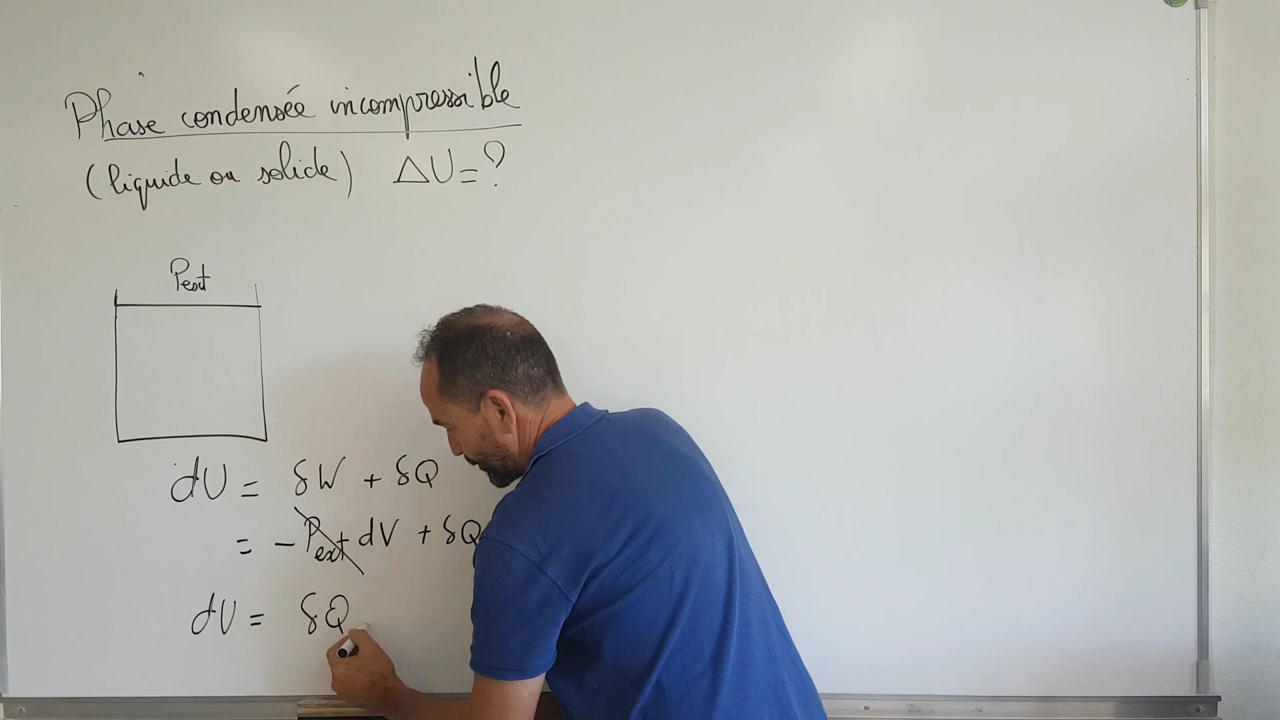 Phase condensée incompressible
(liquide ou solide) ΔU=?
Pext
dU = δW + δQ
= - Pext dV + δQ
dU = δQ